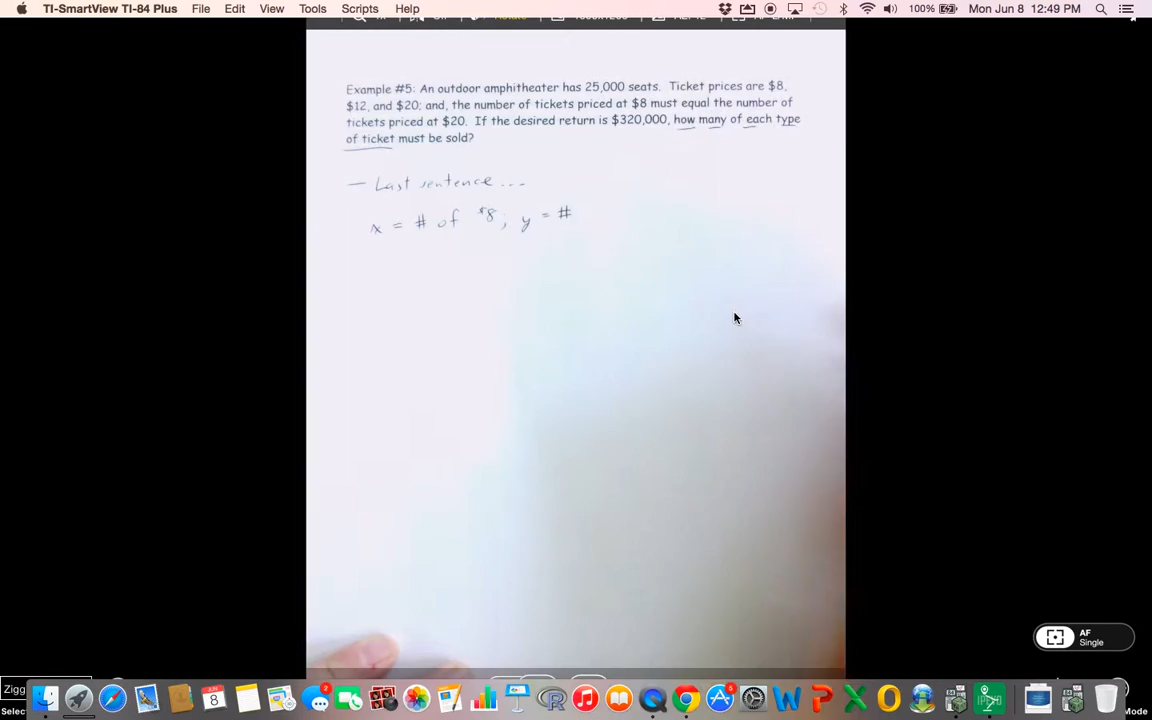 TI-SmartView TI-84 Plus File Edit View Tools Scripts Help 100% Mon Jun 8 12:49 PM
Example #5: An outdoor amphitheater has 25,000 seats. Ticket prices are $8,
$12, and $20; and, the number of tickets priced at $8 must equal the number of
tickets priced at $20. If the desired return is $320,000, how many of each type
of ticket must be sold?
— Last sentence...
x = # of $8; y = #
AF
Single
Zigg
Selec
Mode